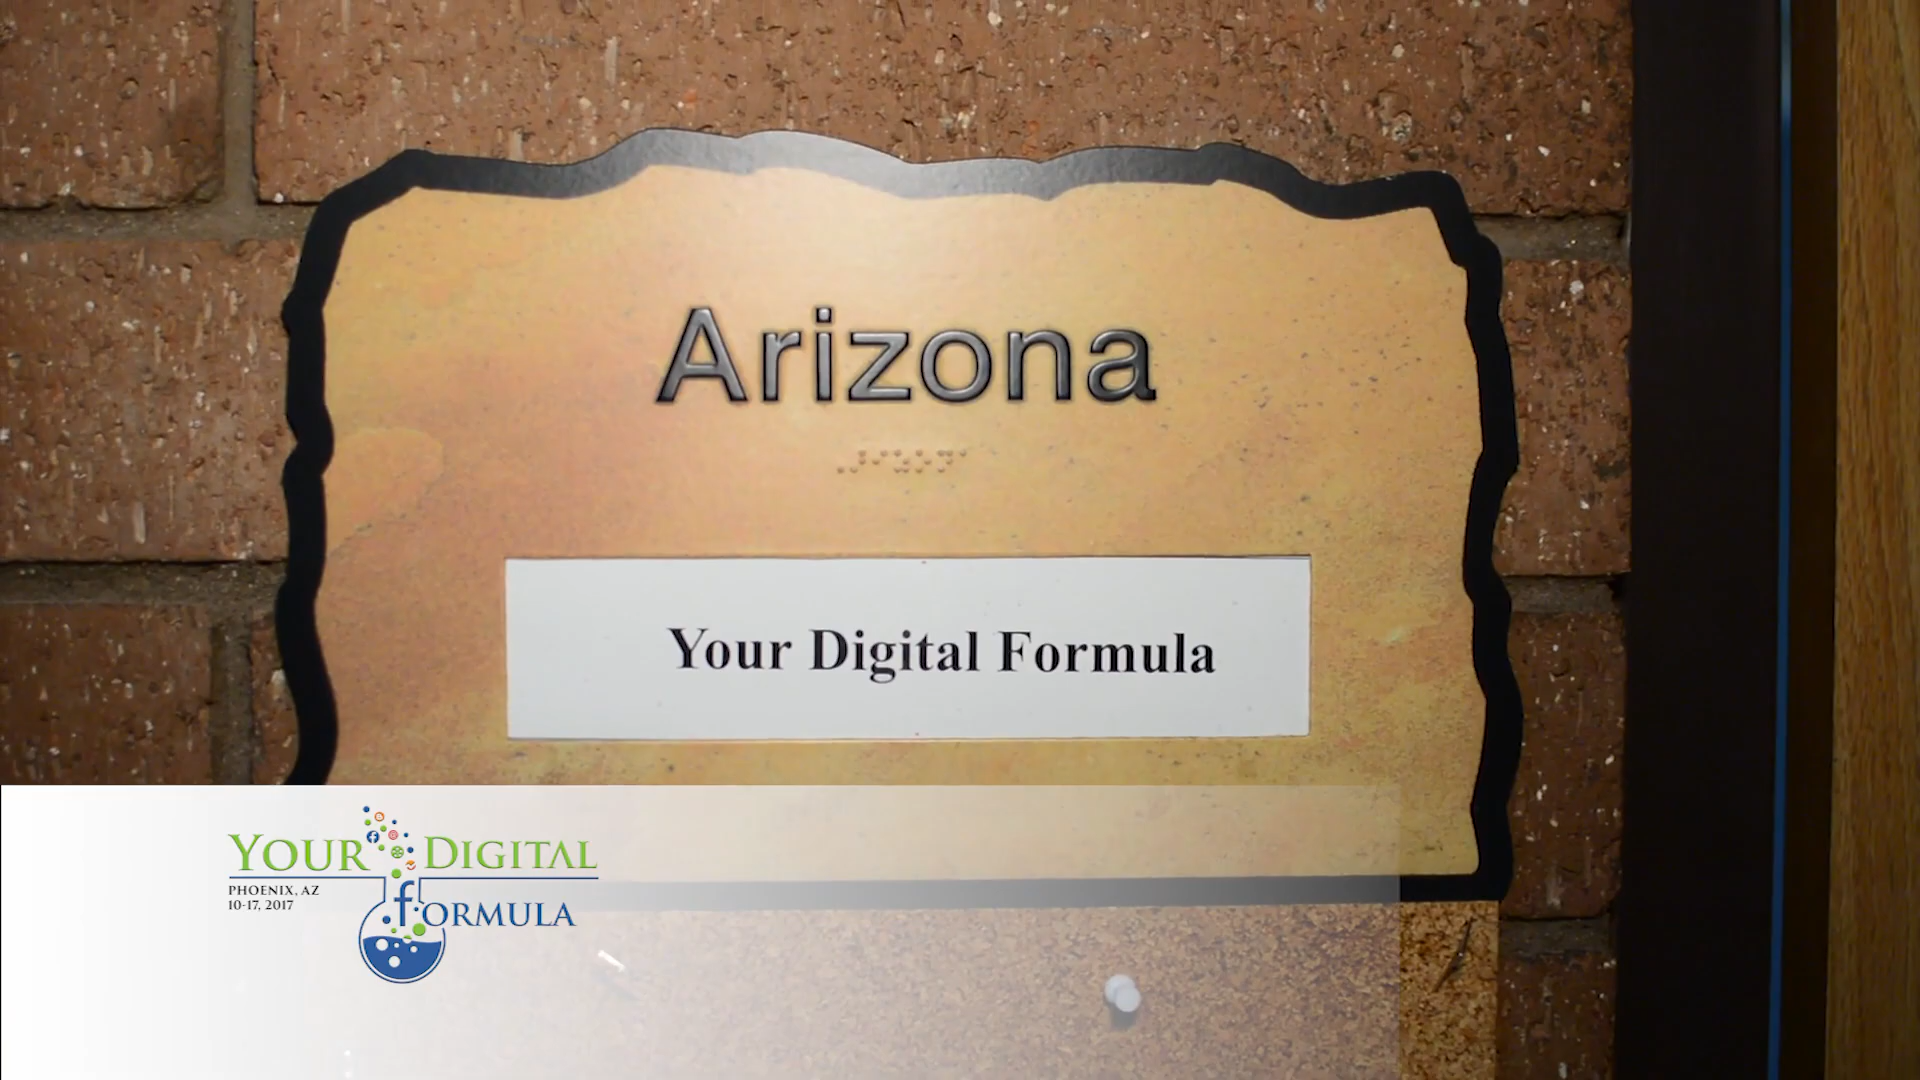 Arizona
Your Digital Formula
YOUR DIGITAL
PHOENIX, AZ
10-17, 2017
FORMULA